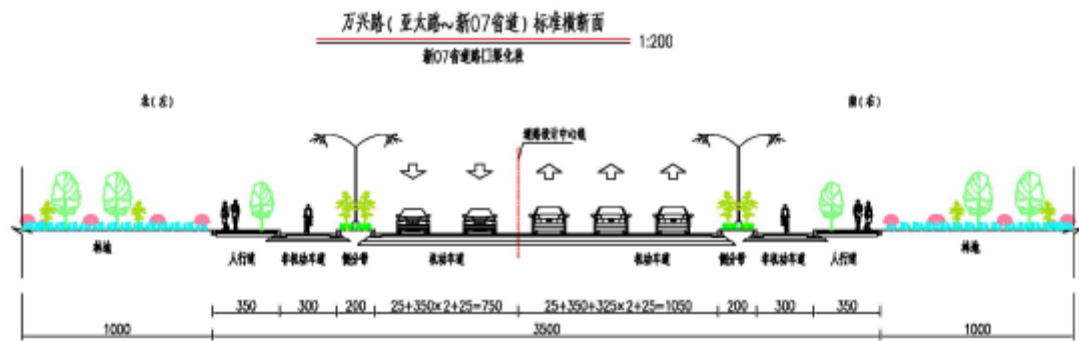 万兴路(亚太路~新07省道)标准横断面
1:200
新07省道路口渠化段
北(左)
南(右)
道路设计中心线
林地 人行道 非机动车道 侧分带 机动车道 机动车道 侧分带 非机动车道 人行道 林地
350 300 200 25+350×2+25=750 25+350+325×2+25=1050 200 300 350
1000 3500 1000